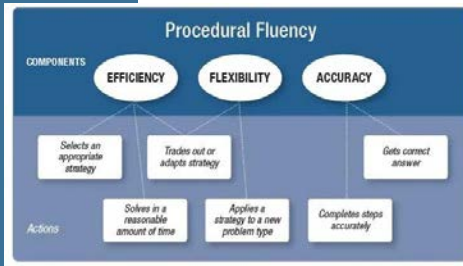 Procedural Fluency
COMPONENTS
EFFICIENCY
FLEXIBILITY
ACCURACY
Selects an
appropriate
strategy
Trades out or
adapts strategy
Gets correct
answer
Solves in a
reasonable
amount of time
Applies a
strategy to a new
problem type
Completes steps
accurately
Actions